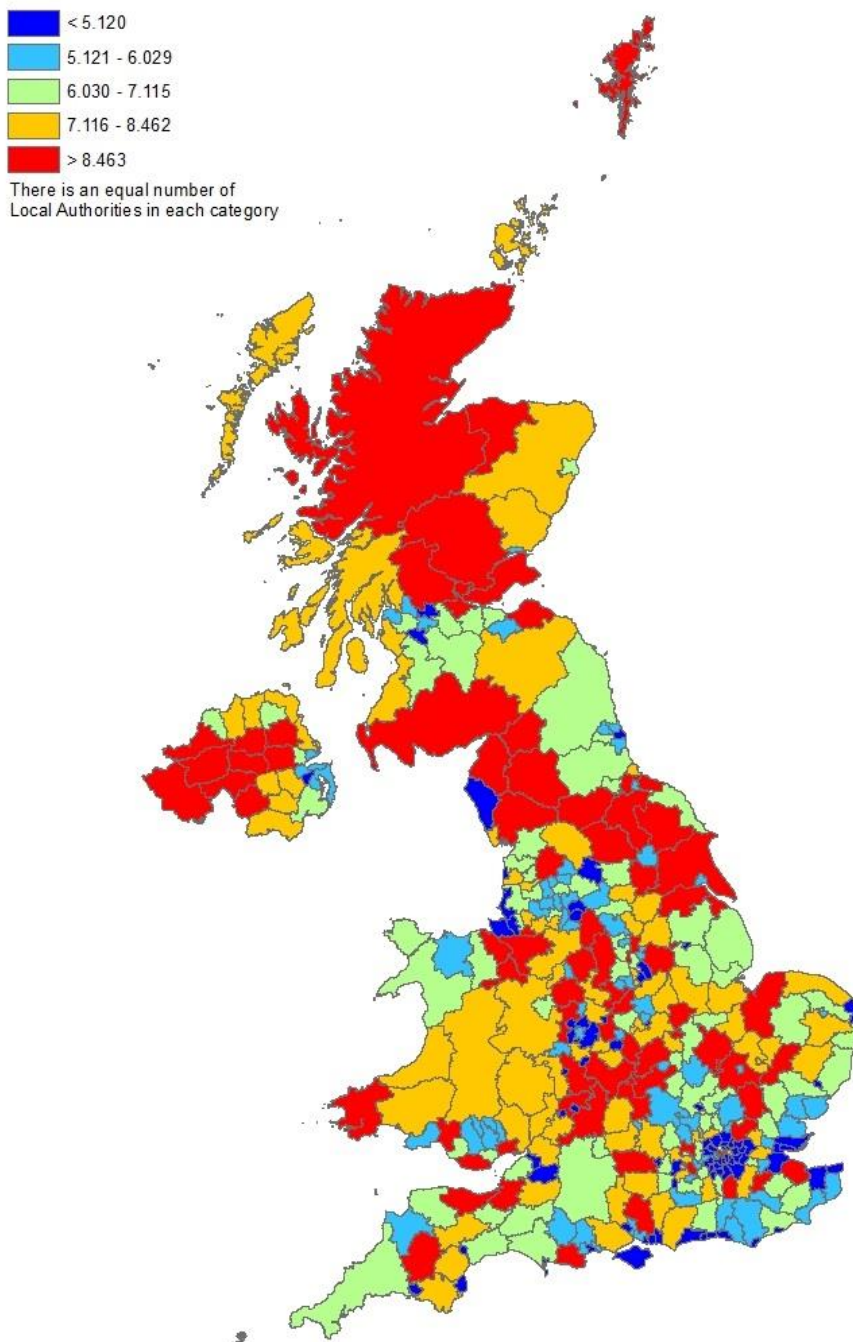 < 5.120
5.121 - 6.029
6.030 - 7.115
7.116 - 8.462
> 8.463
There is an equal number of
Local Authorities in each category